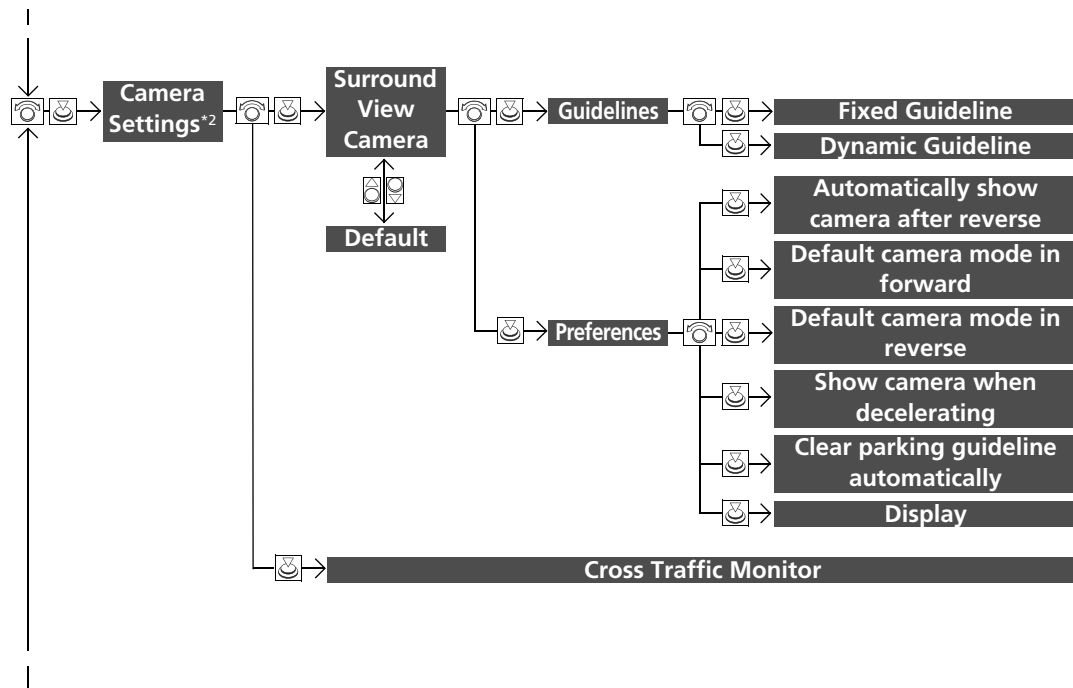 Camera
Settings*2
Surround
View
Camera
Default
Guidelines
Fixed Guideline
Dynamic Guideline
Preferences
Automatically show
camera after reverse
Default camera mode in
forward
Default camera mode in
reverse
Show camera when
decelerating
Clear parking guideline
automatically
Display
Cross Traffic Monitor